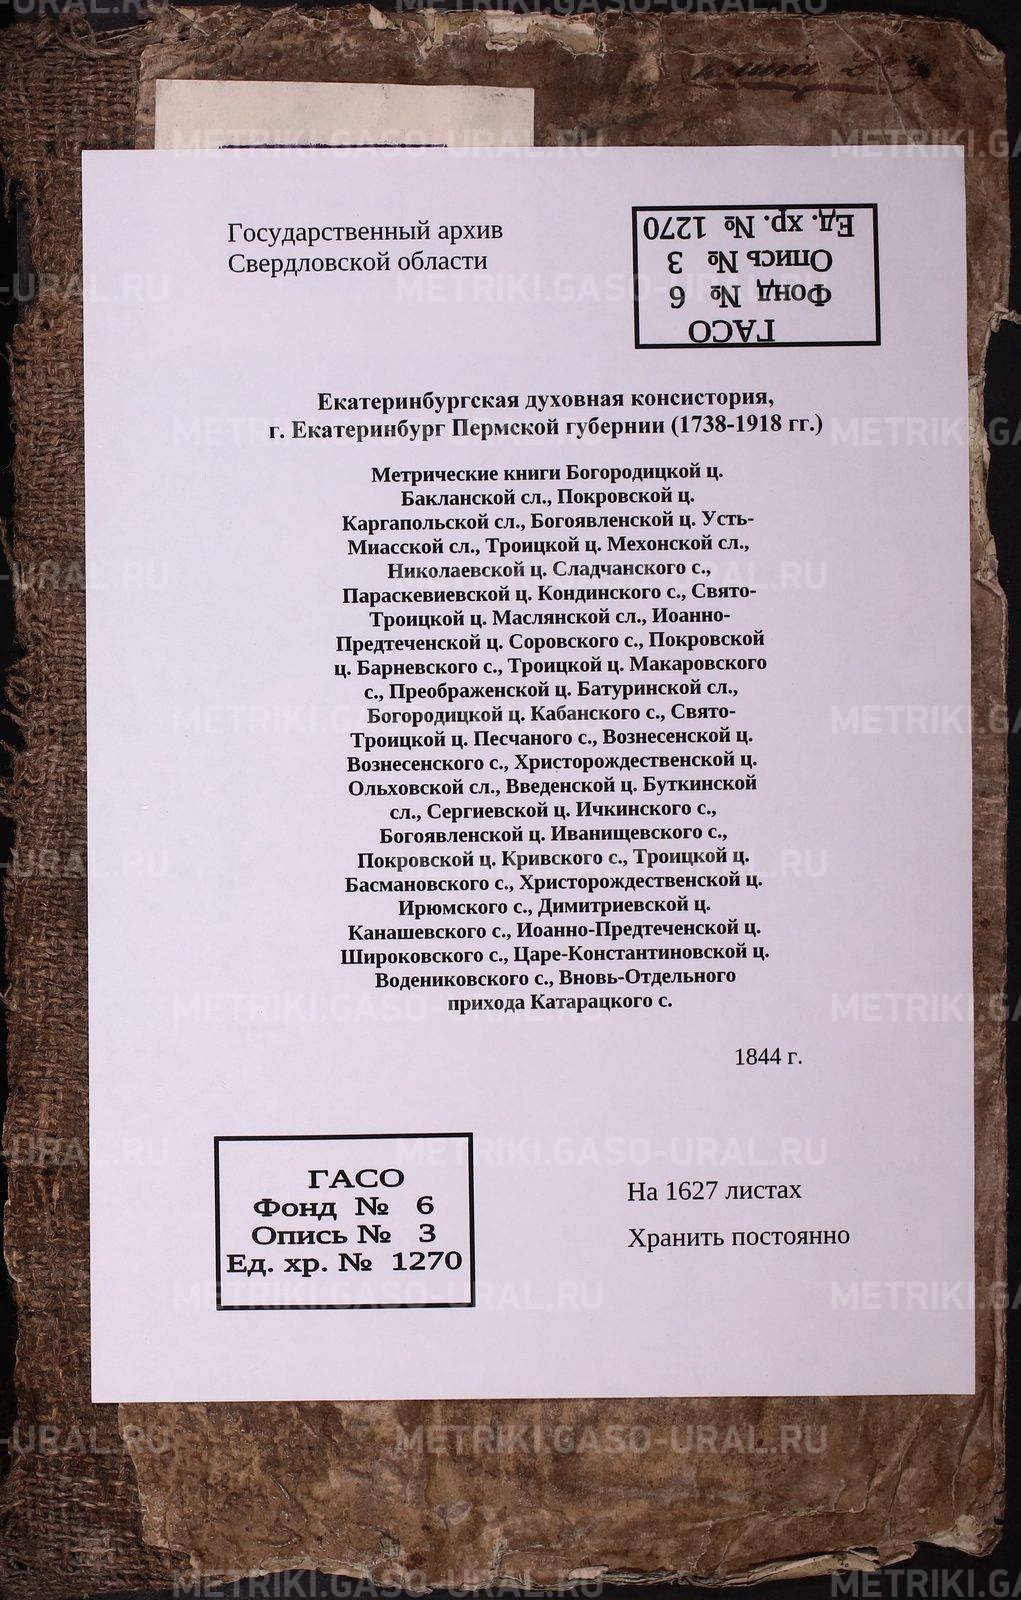 Государственный архив
Свердловской области
ГАСО
Фонд № 6
Опись № 3
Ед. хр. № 1270
Екатеринбургская духовная консистория,
г. Екатеринбург Пермской губернии (1738-1918 гг.)
Метрические книги Богородицкой ц.
Бакланской сл., Покровской ц.
Каргапольской сл., Богоявленской ц. Усть-
Миасской сл., Троицкой ц. Мехонской сл.,
Николаевской ц. Сладчанского с.,
Параскевиевской ц. Кондинского с., Свято-
Троицкой ц. Маслянской сл., Иоанно-
Предтеченской ц. Соровского с., Покровской
ц. Барневского с., Троицкой ц. Макаровского
с., Преображенской ц. Батуринской сл.,
Богородицкой ц. Кабанского с., Свято-
Троицкой ц. Песчаного с., Вознесенской ц.
Вознесенского с., Христорождественской ц.
Ольховской сл., Введенской ц. Буткинской
сл., Сергиевской ц. Ичкинского с.,
Богоявленской ц. Иванищевского с.,
Покровской ц. Кривского с., Троицкой ц.
Басмановского с., Христорождественской ц.
Ирюмского с., Димитриевской ц.
Канашевского с., Иоанно-Предтеченской ц.
Широковского с., Царе-Константиновской ц.
Водениковского с., Вновь-Отдельного
прихода Катарацкого с.
1844 г.
ГАСО
Фонд № 6
Опись № 3
Ед. хр. № 1270
На 1627 листах
Хранить постоянно
METRIKI.GASO-URAL.RU